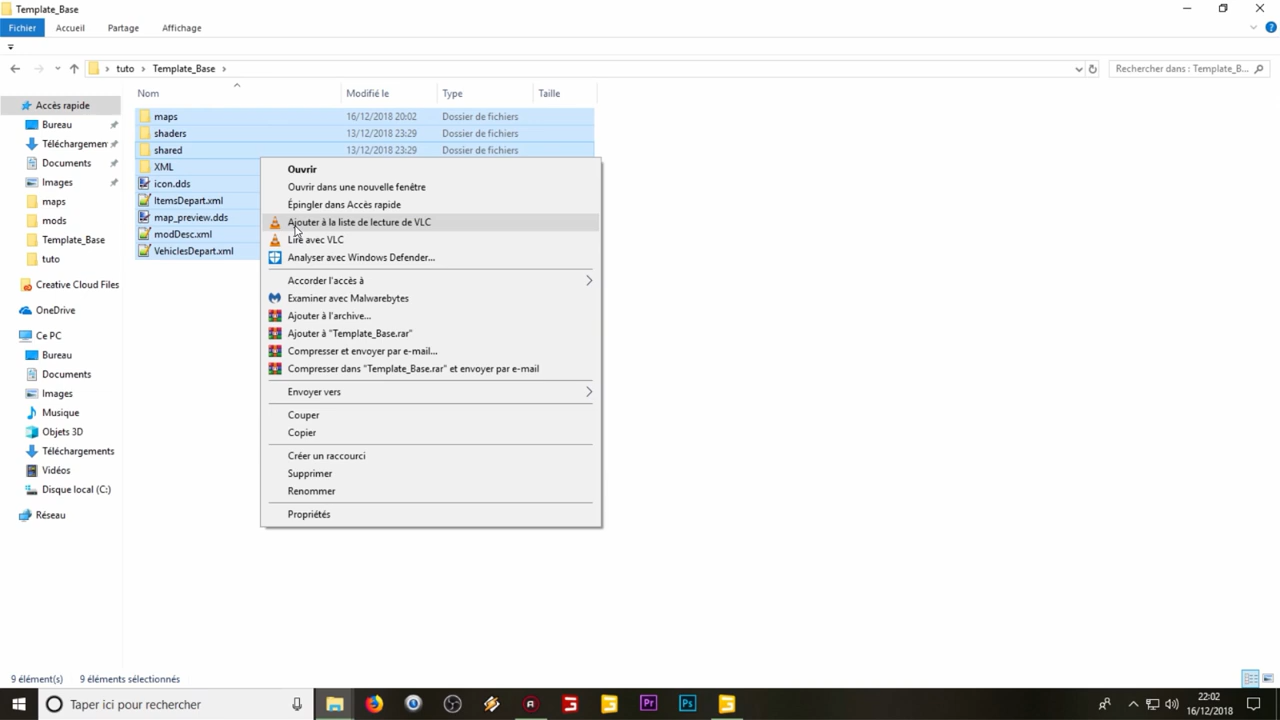 Template_Base
Fichier Accueil Partage Affichage
tuto Template_Base
Rechercher dans : Template_B...
Nom Modifié le Type Taille
Accès rapide
Bureau
Téléchargemen
Documents
Images
maps
mods
Template_Base
tuto
Creative Cloud Files
OneDrive
Ce PC
Bureau
Documents
Images
Musique
Objets 3D
Téléchargements
Vidéos
Disque local (C:)
Réseau
maps 16/12/2018 20:02 Dossier de fichiers
shaders 13/12/2018 23:29 Dossier de fichiers
shared 13/12/2018 23:29 Dossier de fichiers
XML
icon.dds
ItemsDepart.xml
map_preview.dds
modDesc.xml
VehiclesDepart.xml
Ouvrir
Ouvrir dans une nouvelle fenêtre
Épingler dans Accès rapide
Ajouter à la liste de lecture de VLC
Lire avec VLC
Analyser avec Windows Defender...
Accorder l'accès à
Examiner avec Malwarebytes
Ajouter à l'archive...
Ajouter à "Template_Base.rar"
Compresser et envoyer par e-mail...
Compresser dans "Template_Base.rar" et envoyer par e-mail
Envoyer vers
Couper
Copier
Créer un raccourci
Supprimer
Renommer
Propriétés
9 élément(s) 9 éléments sélectionnés
Taper ici pour rechercher
Pr
Ps
22:02
16/12/2018